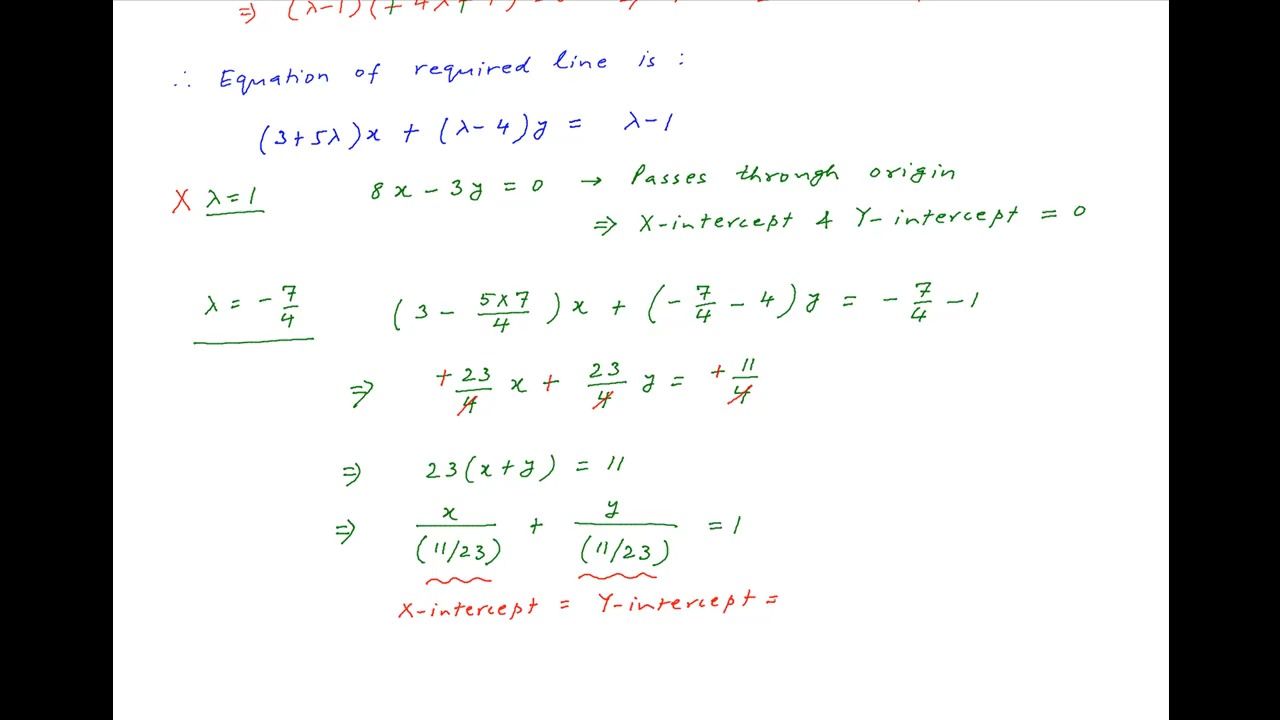 ⇒ (λ-1)(+4λ+
∴ Equation of required line is :
(3+5λ)x + (λ-4)y = λ-1
X λ=1 8x - 3y = 0 → Passes through origin
⇒ X-intercept & Y-intercept = 0
λ = -7/4 (3 - 5×7/4)x + (-7/4 - 4)y = -7/4 - 1
⇒ +23/4 x + 23/4 y = +11/4
⇒ 23(x+y) = 11
⇒ x/(11/23) + y/(11/23) = 1
X-intercept = Y-intercept =